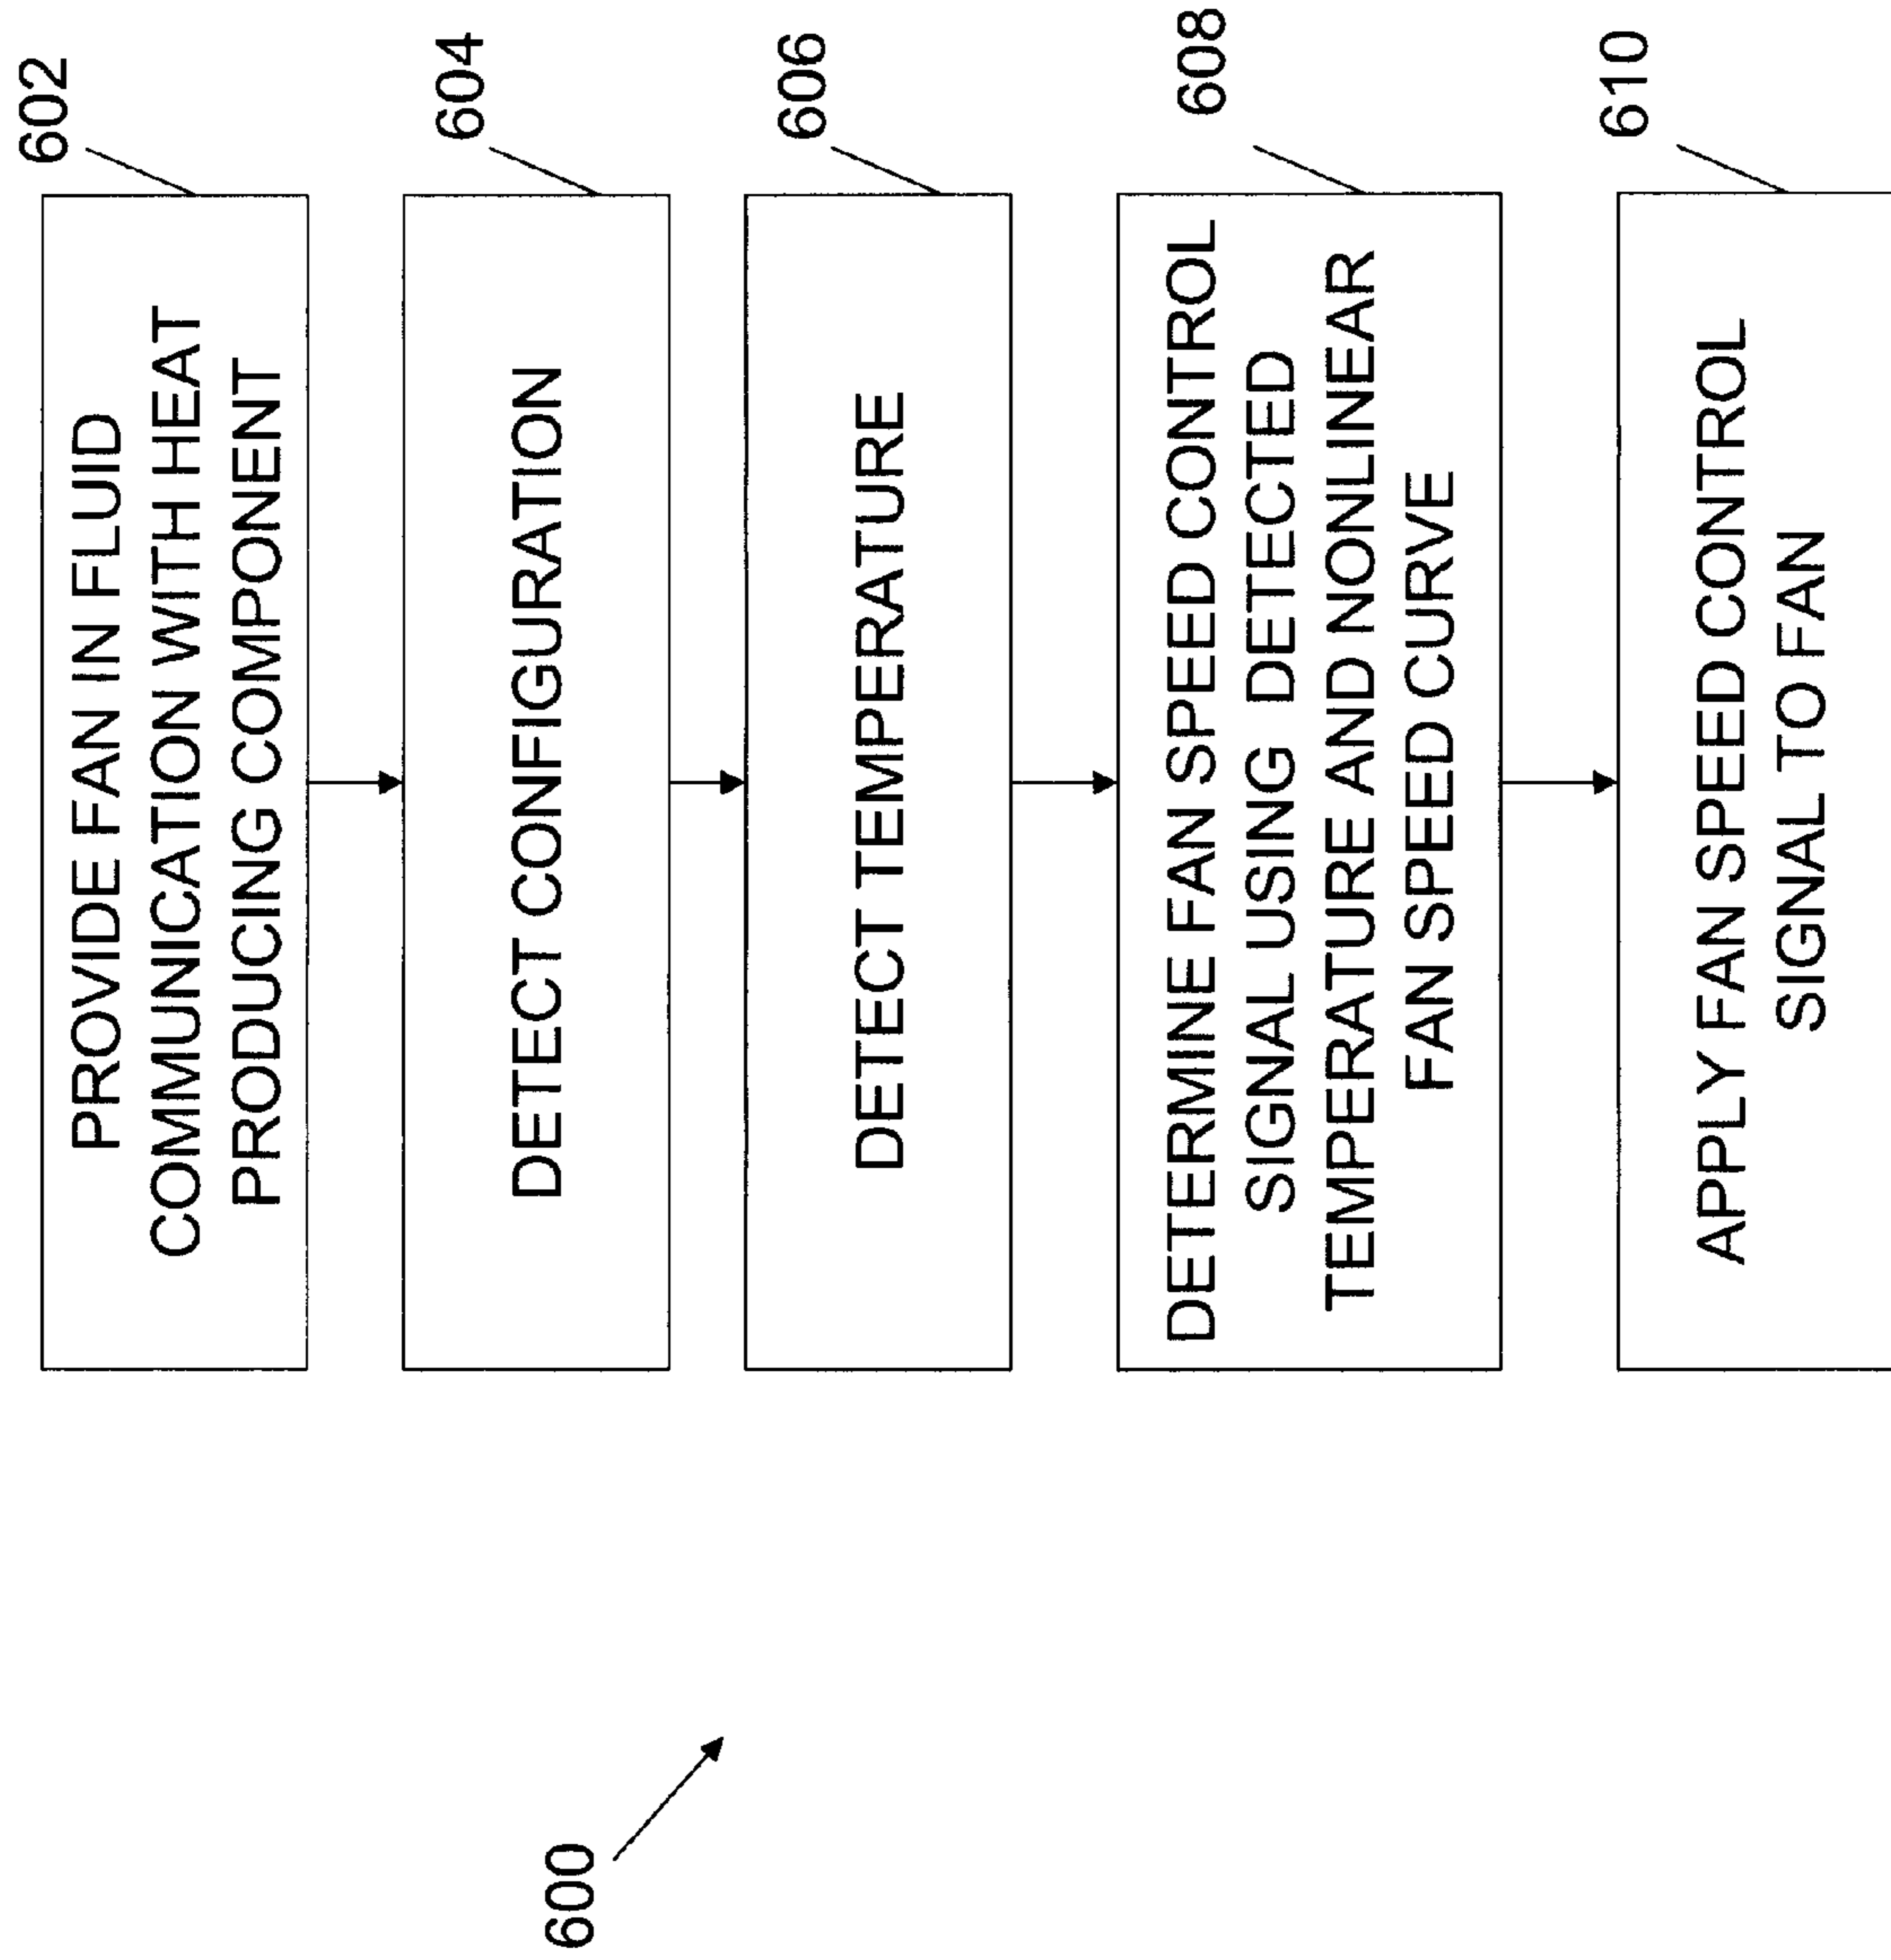 600
PROVIDE FAN IN FLUID
COMMUNICATION WITH HEAT
PRODUCING COMPONENT
602
DETECT CONFIGURATION
604
DETECT TEMPERATURE
606
DETERMINE FAN SPEED CONTROL
SIGNAL USING DETECTED
TEMPERATURE AND NONLINEAR
FAN SPEED CURVE
608
APPLY FAN SPEED CONTROL
SIGNAL TO FAN
610